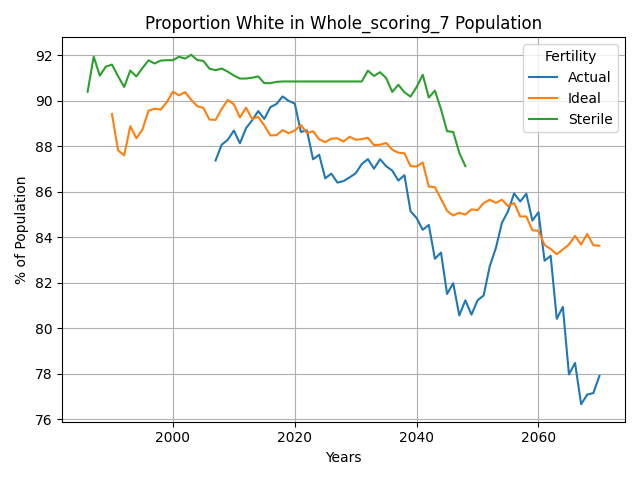 Proportion White in Whole_scoring_7 Population
Fertility
Actual
Ideal
Sterile
% of Population
92
90
88
86
84
82
80
78
76
2000
2020
2040
2060
Years